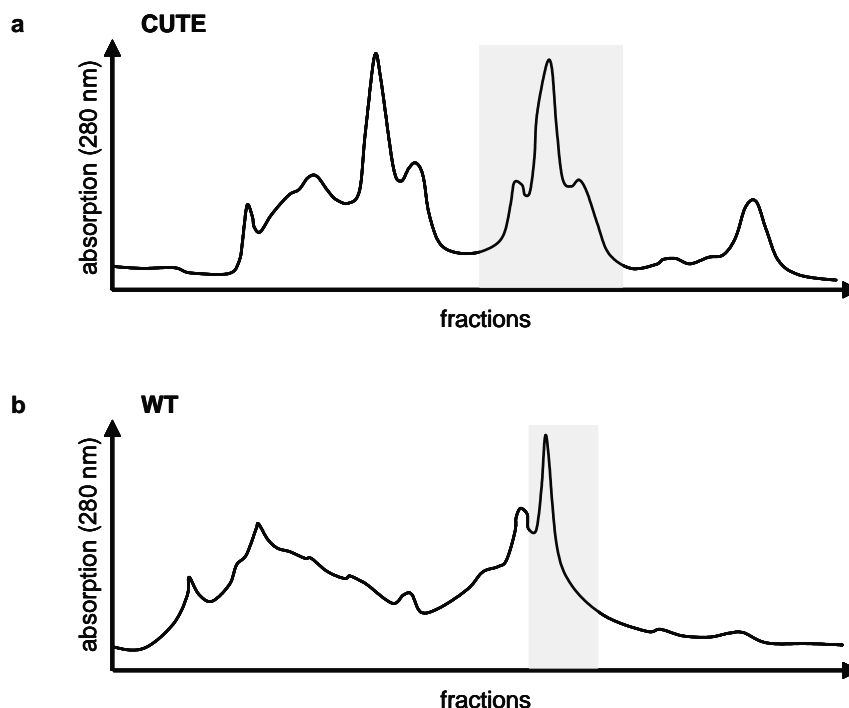 a CUTE
absorption (280 nm)
fractions
b WT
absorption (280 nm)
fractions